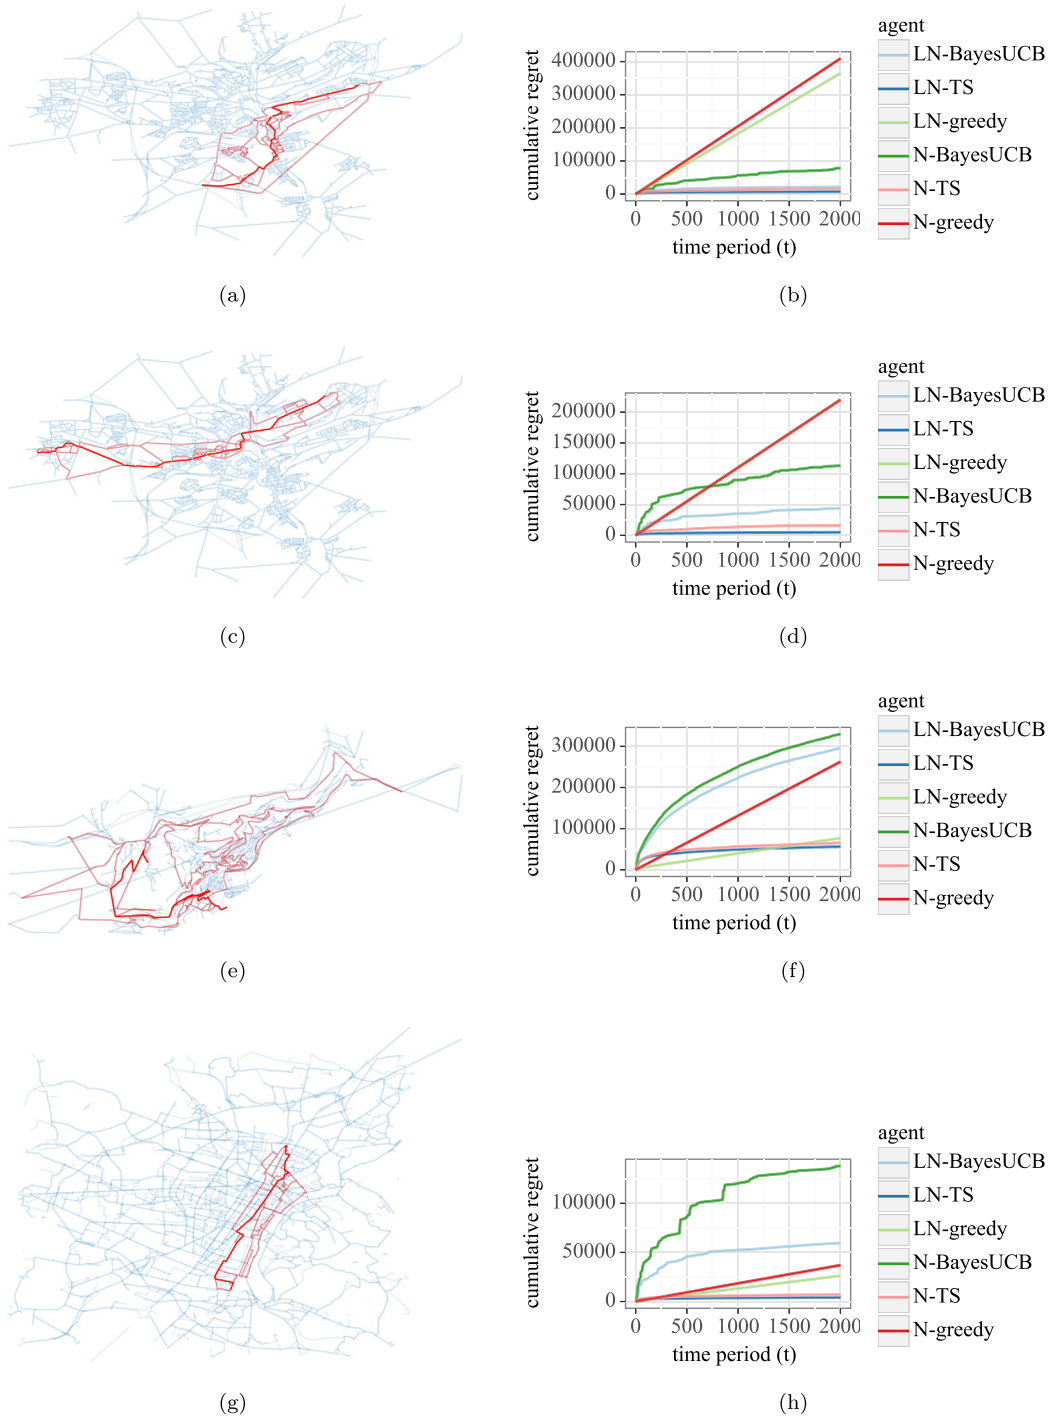 agent
LN-BayesUCB
LN-TS
LN-greedy
N-BayesUCB
N-TS
N-greedy
cumulative regret
400000
300000
200000
100000
0
0 500 1000 1500 2000
time period (t)
(a)
(b)
agent
LN-BayesUCB
LN-TS
LN-greedy
N-BayesUCB
N-TS
N-greedy
cumulative regret
200000
150000
100000
50000
0
0 500 1000 1500 2000
time period (t)
(c)
(d)
agent
LN-BayesUCB
LN-TS
LN-greedy
N-BayesUCB
N-TS
N-greedy
cumulative regret
300000
200000
100000
0
0 500 1000 1500 2000
time period (t)
(e)
(f)
agent
LN-BayesUCB
LN-TS
LN-greedy
N-BayesUCB
N-TS
N-greedy
cumulative regret
100000
50000
0
0 500 1000 1500 2000
time period (t)
(g)
(h)